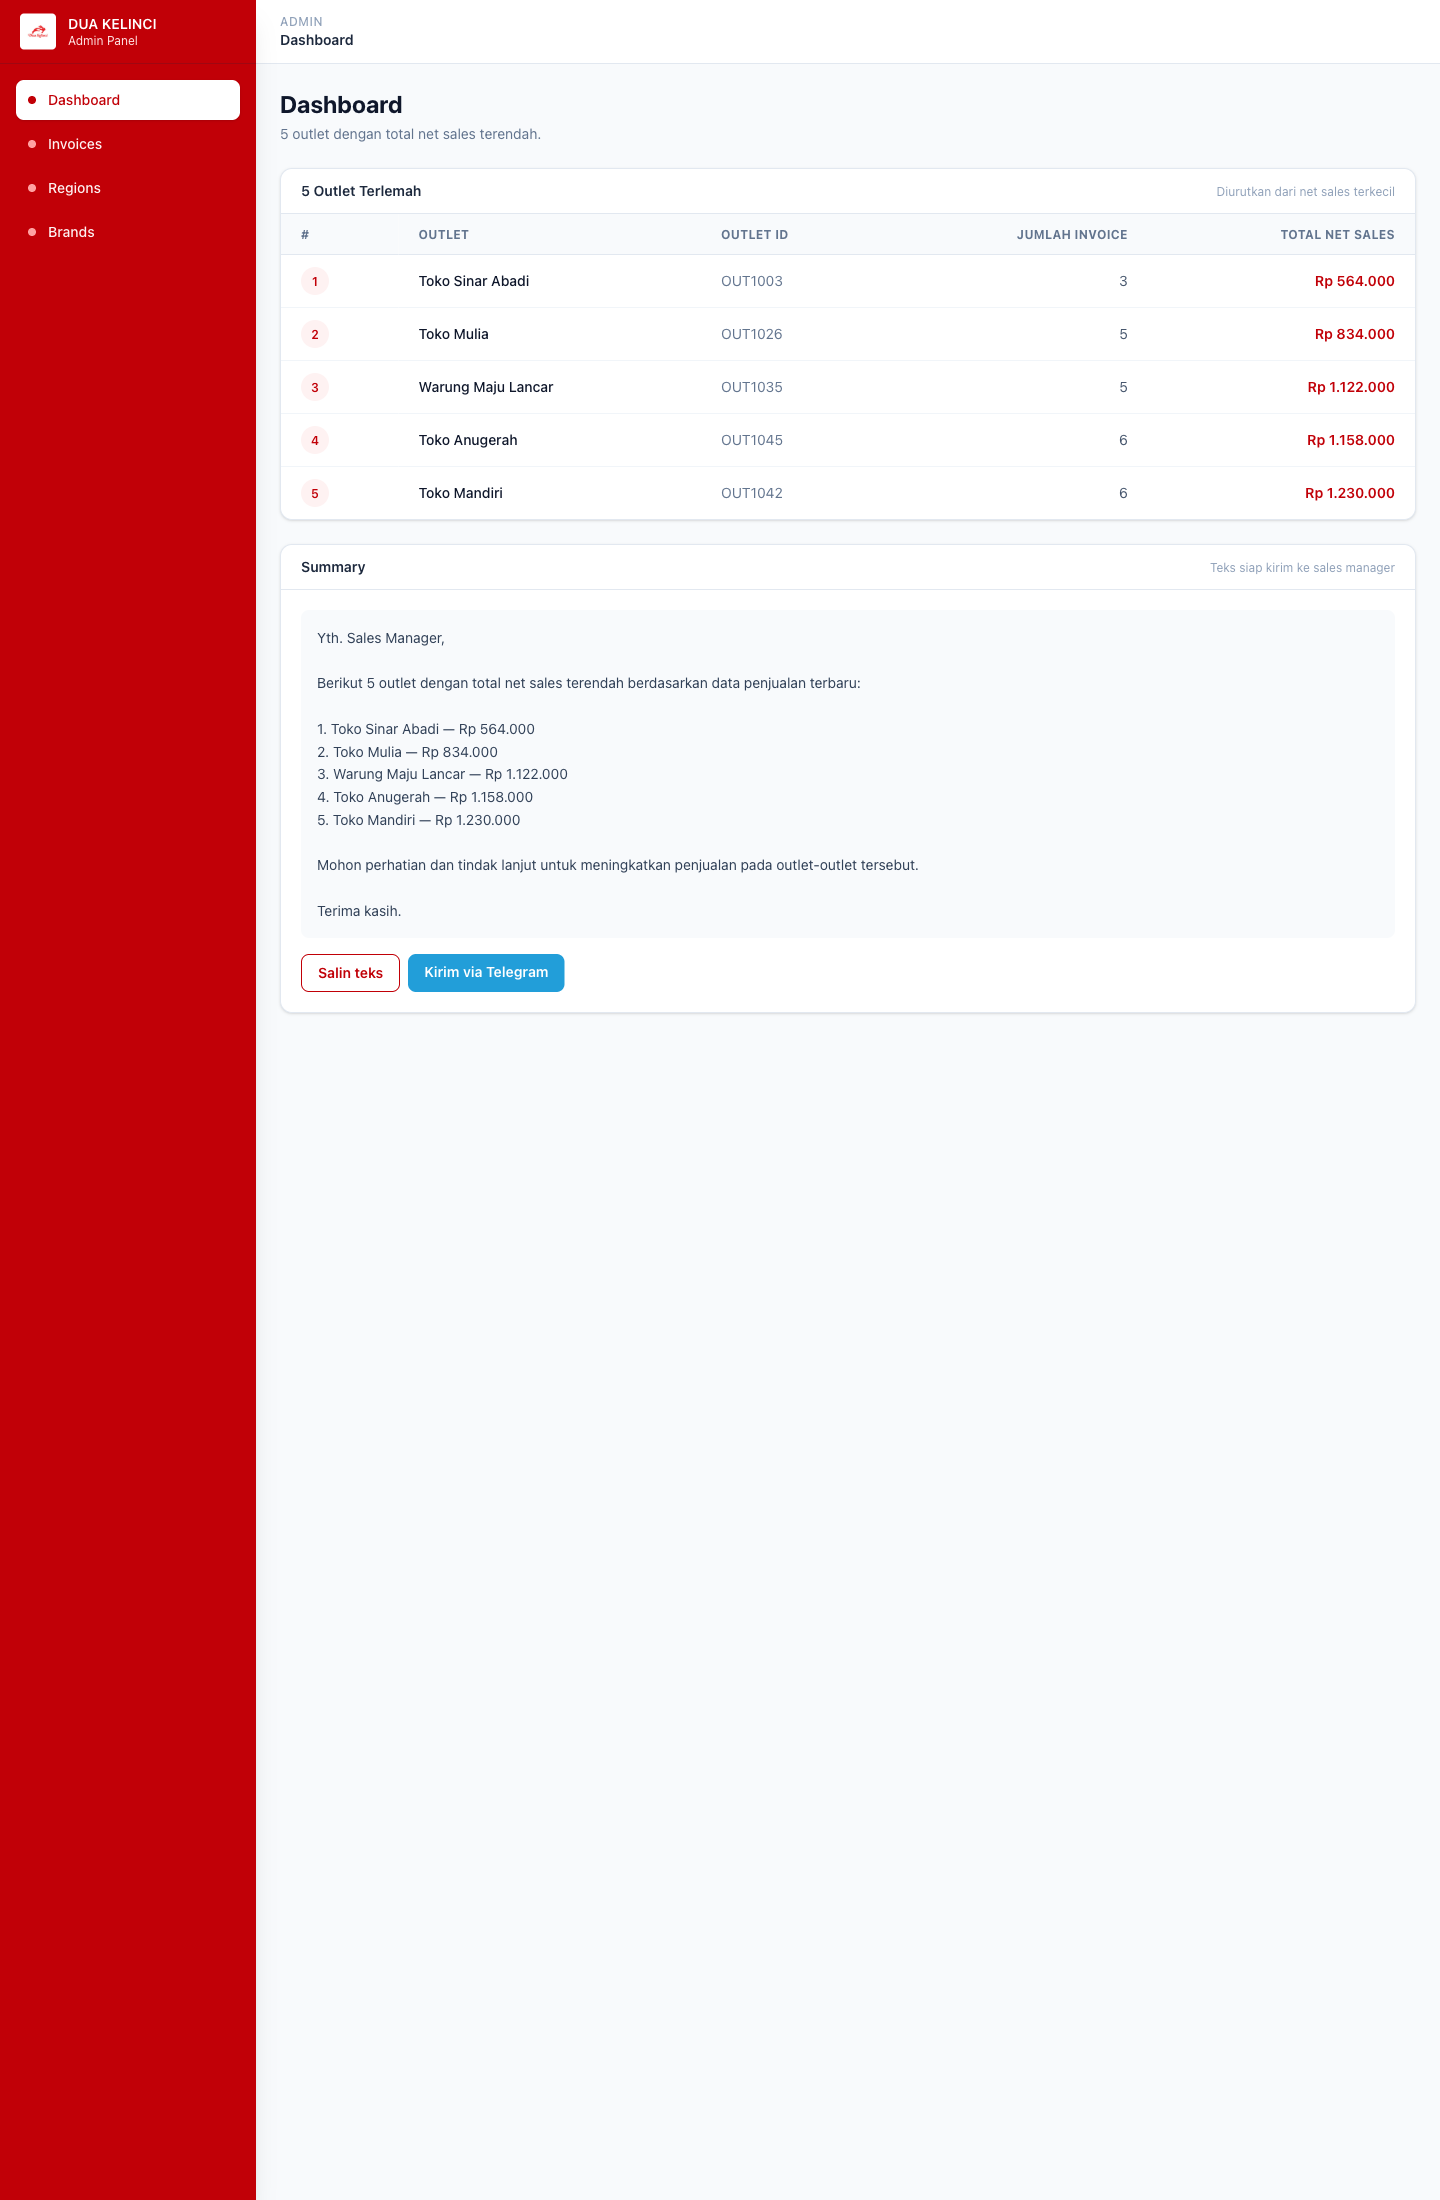 DUA KELINCI
Admin Panel
Dashboard
Invoices
Regions
Brands
ADMIN
Dashboard
Dashboard
5 outlet dengan total net sales terendah.
5 Outlet Terlemah
Diurutkan dari net sales terkecil
# OUTLET OUTLET ID JUMLAH INVOICE TOTAL NET SALES
1 Toko Sinar Abadi OUT1003 3 Rp 564.000
2 Toko Mulia OUT1026 5 Rp 834.000
3 Warung Maju Lancar OUT1035 5 Rp 1.122.000
4 Toko Anugerah OUT1045 6 Rp 1.158.000
5 Toko Mandiri OUT1042 6 Rp 1.230.000
Summary
Teks siap kirim ke sales manager
Yth. Sales Manager,
Berikut 5 outlet dengan total net sales terendah berdasarkan data penjualan terbaru:
1. Toko Sinar Abadi — Rp 564.000
2. Toko Mulia — Rp 834.000
3. Warung Maju Lancar — Rp 1.122.000
4. Toko Anugerah — Rp 1.158.000
5. Toko Mandiri — Rp 1.230.000
Mohon perhatian dan tindak lanjut untuk meningkatkan penjualan pada outlet-outlet tersebut.
Terima kasih.
Salin teks
Kirim via Telegram